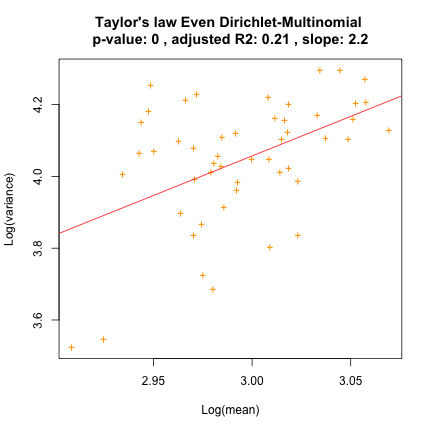 Taylor's law Even Dirichlet-Multinomial
p-value: 0 , adjusted R2: 0.21 , slope: 2.2
Log(variance)
4.2
4.0
3.8
3.6
2.95 3.00 3.05
Log(mean)